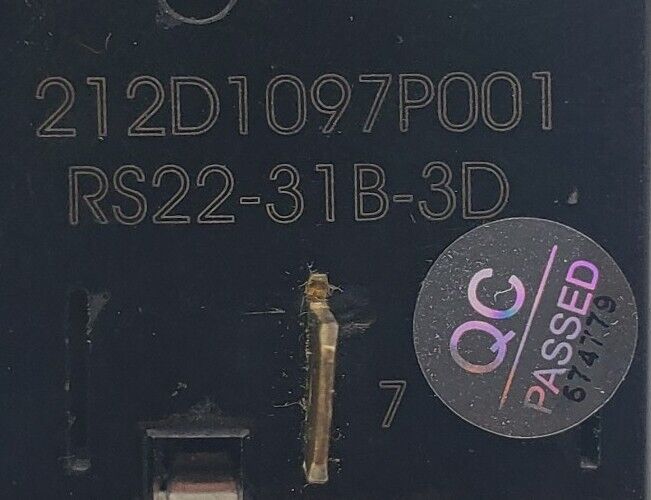 212D1097P001
RS22-31B-3D
QC
PASSED
674779
7